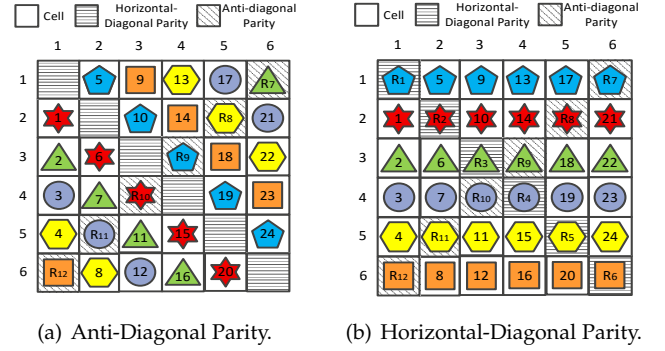 Cell
Horizontal-
Diagonal Parity
Anti-diagonal
Parity
1 2 3 4 5 6
1 5 9 13 17 R7
2 1 10 14 R8 21
3 2 6 R9 18 22
4 3 7 R10 19 23
5 4 R11 11 15 24
6 R12 8 12 16 20
(a) Anti-Diagonal Parity.
Cell
Horizontal-
Diagonal Parity
Anti-diagonal
Parity
1 2 3 4 5 6
1 R1 5 9 13 17 R7
2 1 R2 10 14 R8 21
3 2 6 R3 R9 18 22
4 3 7 R10 R4 19 23
5 4 R11 11 15 R5 24
6 R12 8 12 16 20 R6
(b) Horizontal-Diagonal Parity.